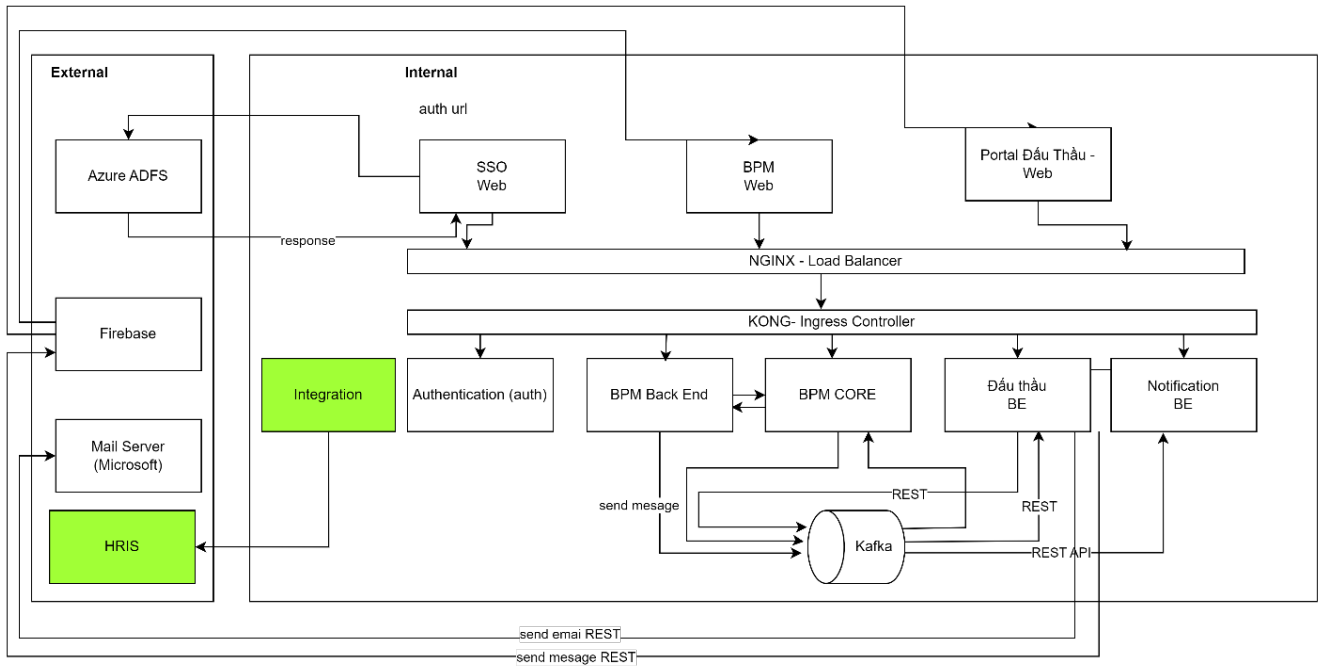 External
Internal
auth url
Azure ADFS
SSO
Web
BPM
Web
Portal Đấu Thầu -
Web
response
NGINX - Load Balancer
Firebase
KONG- Ingress Controller
Integration
Authentication (auth)
BPM Back End
BPM CORE
Đấu thầu
BE
Notification
BE
Mail Server
(Microsoft)
send mesage
REST
REST
HRIS
Kafka
REST API
send emai REST
send mesage REST